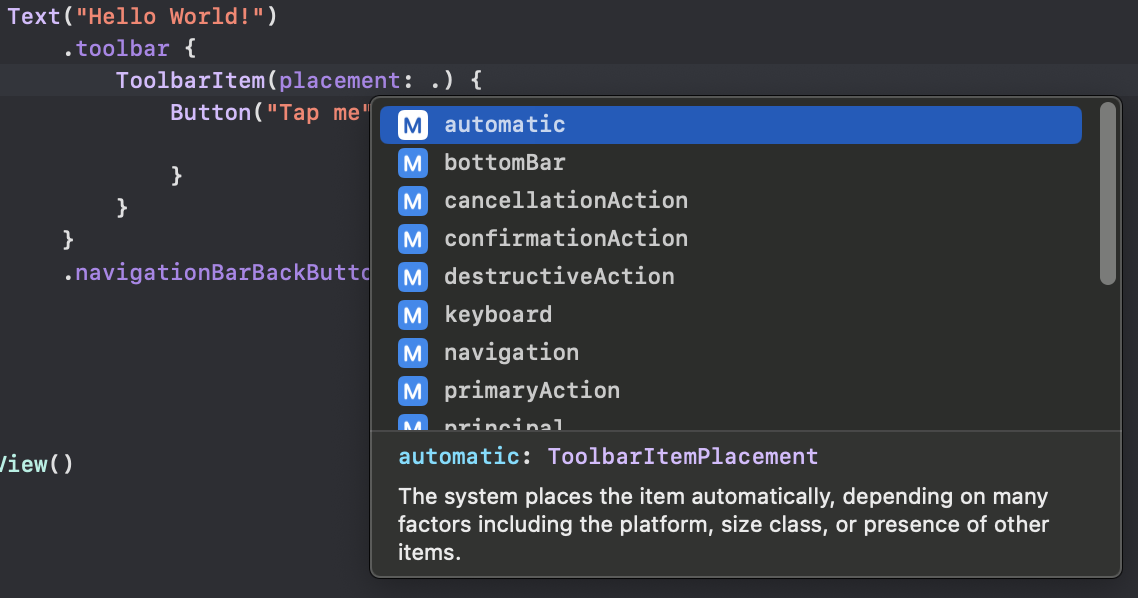 Text("Hello World!")
.toolbar {
ToolbarItem(placement: .) {
Button("Tap me"
}
}
}
.navigationBarBackButto
View()
M automatic
M bottomBar
M cancellationAction
M confirmationAction
M destructiveAction
M keyboard
M navigation
M primaryAction
M principal
automatic: ToolbarItemPlacement
The system places the item automatically, depending on many
factors including the platform, size class, or presence of other
items.